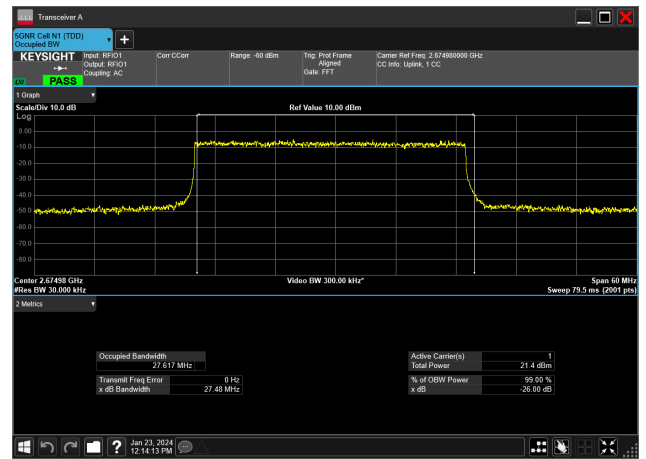 Transceiver A
5GNR Cell N1 (TDD)
Occupied BW
KEYSIGHT
LW PASS
Input: RFIO1
Output: RFIO1
Coupling: AC
Corr CCorr
Range: -60 dBm
Trig: Prot Frame
Aligned
Gate: FFT
Carrier Ref Freq: 2.674980000 GHz
CC Info: Uplink, 1 CC
1 Graph
Scale/Div 10.0 dB
Ref Value 10.00 dBm
Log
0.00
-10.0
-20.0
-30.0
-40.0
-50.0
-60.0
-70.0
-80.0
Center 2.67498 GHz
Video BW 300.00 kHz*
Span 60 MHz
#Res BW 30.000 kHz
Sweep 79.5 ms (2001 pts)
2 Metrics
Occupied Bandwidth
27.617 MHz
Active Carrier(s) 1
Total Power 21.4 dBm
Transmit Freq Error 0 Hz
x dB Bandwidth 27.48 MHz
% of OBW Power 99.00 %
x dB -26.00 dB
Jan 23, 2024
12:14:13 PM